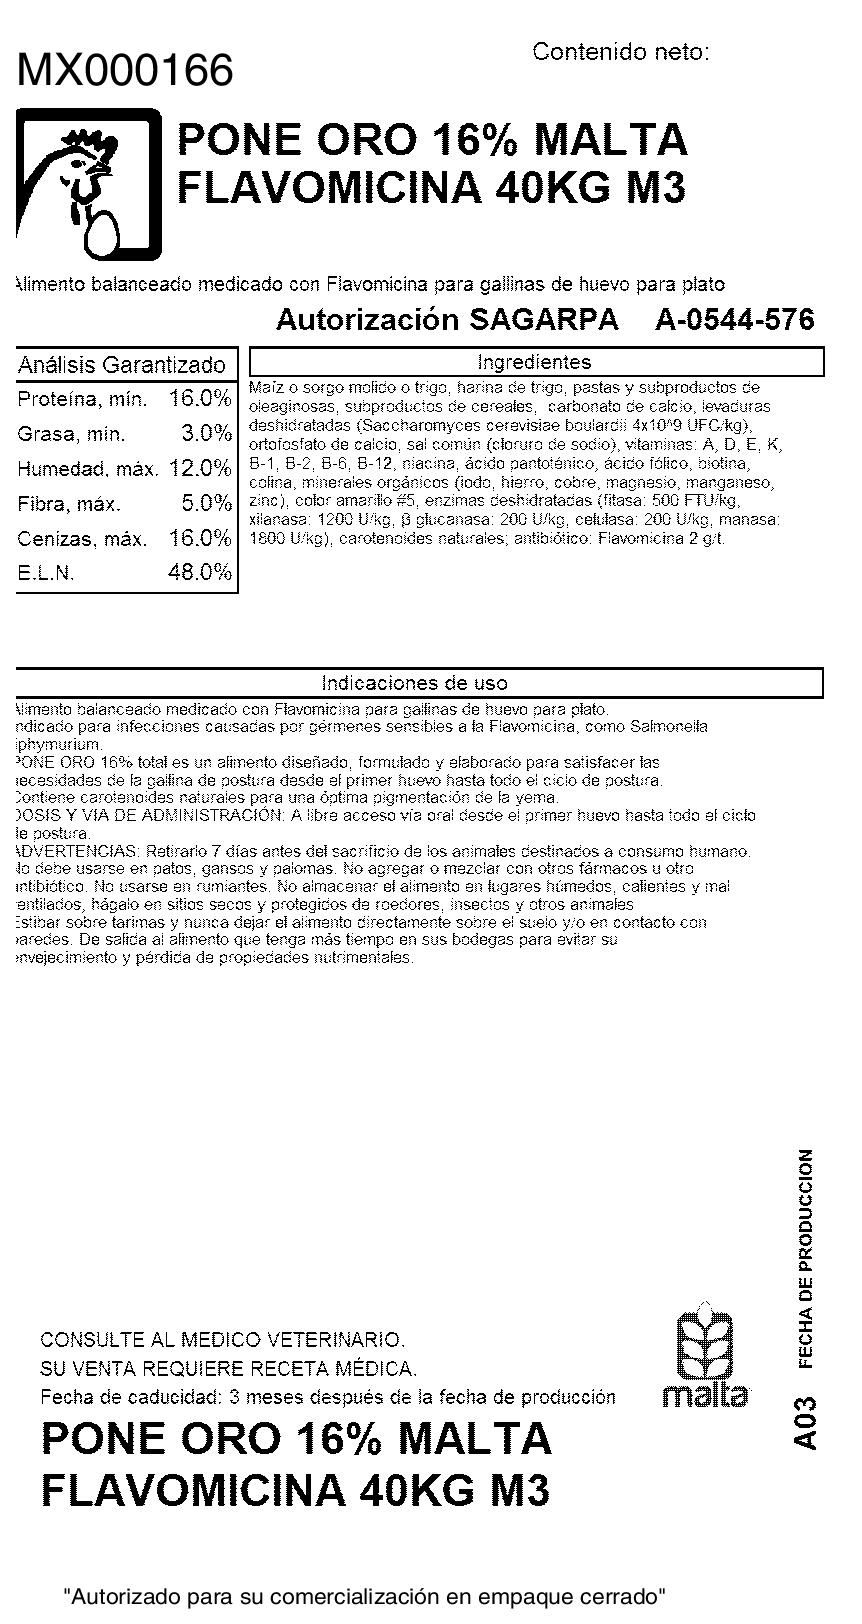 Contenido neto:
MX000166
PONE ORO 16% MALTA
FLAVOMICINA 40KG M3
Alimento balanceado medicado con Flavomicina para gallinas de huevo para plato
Autorización SAGARPA A-0544-576
Análisis Garantizado
Proteína, mín. 16.0%
Grasa, mín. 3.0%
Humedad, máx. 12.0%
Fibra, máx. 5.0%
Cenizas, máx. 16.0%
E.L.N. 48.0%
Ingredientes
Maíz o sorgo molido o trigo, harina de trigo, pastas y subproductos de
oleaginosas, subproductos de cereales, carbonato de calcio, levaduras
deshidratadas (Saccharomyces cerevisiae boulardii 4x10^9 UFC/kg),
ortofosfato de calcio, sal común (cloruro de sodio), vitaminas: A, D, E, K,
B-1, B-2, B-6, B-12, niacina, ácido pantoténico, ácido fólico, biotina,
colina, minerales orgánicos (iodo, hierro, cobre, magnesio, manganeso,
zinc), color amarillo #5, enzimas deshidratadas (fitasa: 500 FTU/kg,
xilanasa: 1200 U/kg, β glucanasa: 200 U/kg, celulasa: 200 U/kg, manasa:
1800 U/kg), carotenoides naturales; antibiótico: Flavomicina 2 g/t.
Indicaciones de uso
Alimento balanceado medicado con Flavomicina para gallinas de huevo para plato.
ndicado para infecciones causadas por gérmenes sensibles a la Flavomicina, como Salmonella
iphymurium.
PONE ORO 16% total es un alimento diseñado, formulado y elaborado para satisfacer las
necesidades de la gallina de postura desde el primer huevo hasta todo el ciclo de postura.
Contiene carotenoides naturales para una óptima pigmentación de la yema.
DOSIS Y VIA DE ADMINISTRACIÓN: A libre acceso vía oral desde el primer huevo hasta todo el ciclo
de postura.
ADVERTENCIAS: Retirarlo 7 días antes del sacrificio de los animales destinados a consumo humano.
No debe usarse en patos, gansos y palomas. No agregar o mezclar con otros fármacos u otro
antibiótico. No usarse en rumiantes. No almacenar el alimento en lugares húmedos, calientes y mal
ventilados, hágalo en sitios secos y protegidos de roedores, insectos y otros animales
Estibar sobre tarimas y nunca dejar el alimento directamente sobre el suelo y/o en contacto con
paredes. De salida al alimento que tenga más tiempo en sus bodegas para evitar su
envejecimiento y pérdida de propiedades nutrimentales.
A03 FECHA DE PRODUCCION
CONSULTE AL MEDICO VETERINARIO.
SU VENTA REQUIERE RECETA MÉDICA.
Fecha de caducidad: 3 meses después de la fecha de producción
malta
PONE ORO 16% MALTA
FLAVOMICINA 40KG M3
"Autorizado para su comercialización en empaque cerrado"